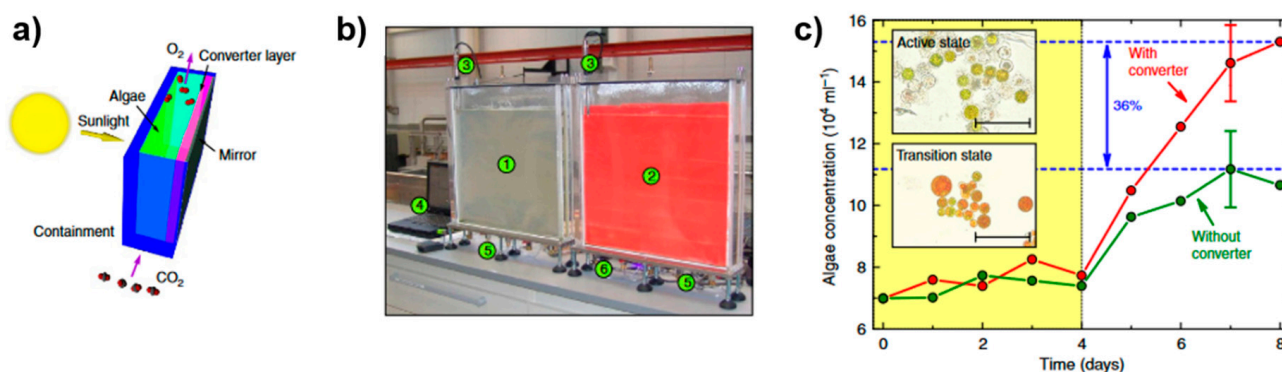 a)
O2
Converter layer
Algae
Sunlight
Mirror
Containment
CO2
b)
3
3
1
2
4
5
6
5
c)
Algae concentration (10⁴ ml⁻¹)
16
14
12
10
8
6
Active state
Transition state
With
converter
36%
Without
converter
0
2
4
6
8
Time (days)